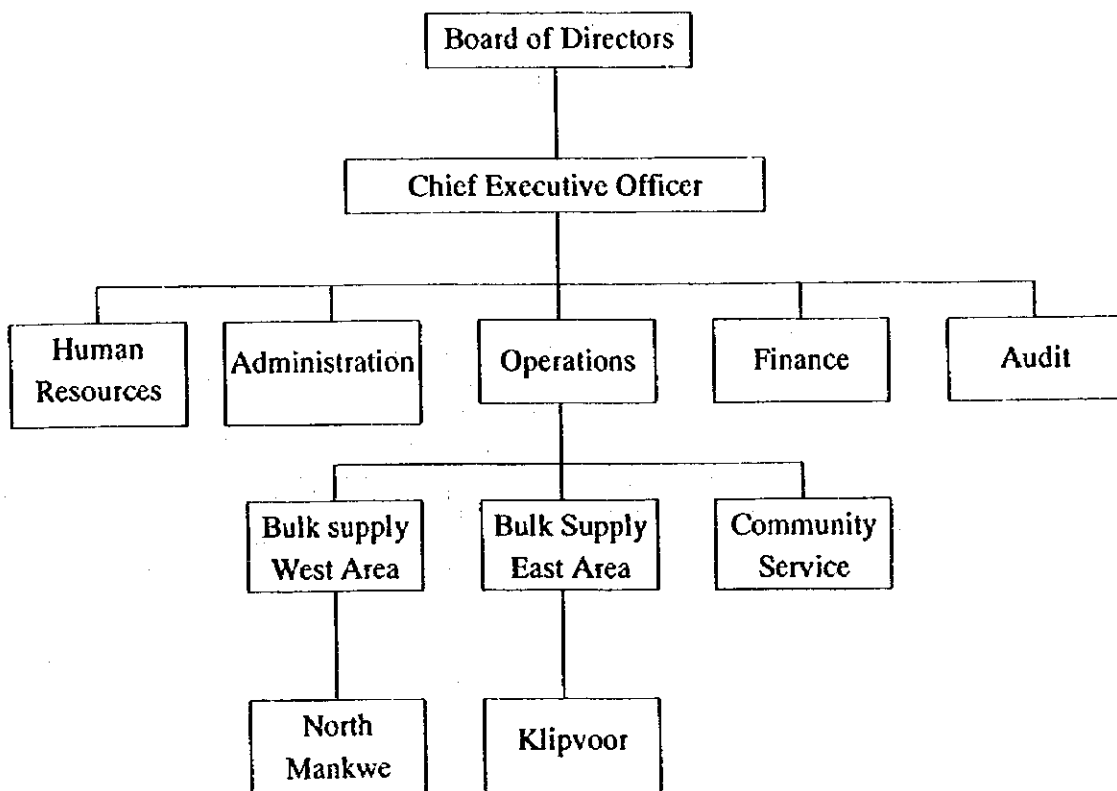 Board of Directors
Chief Executive Officer
Human
Resources
Administration
Operations
Finance
Audit
Bulk supply
West Area
Bulk Supply
East Area
Community
Service
North
Mankwe
Klipvoor